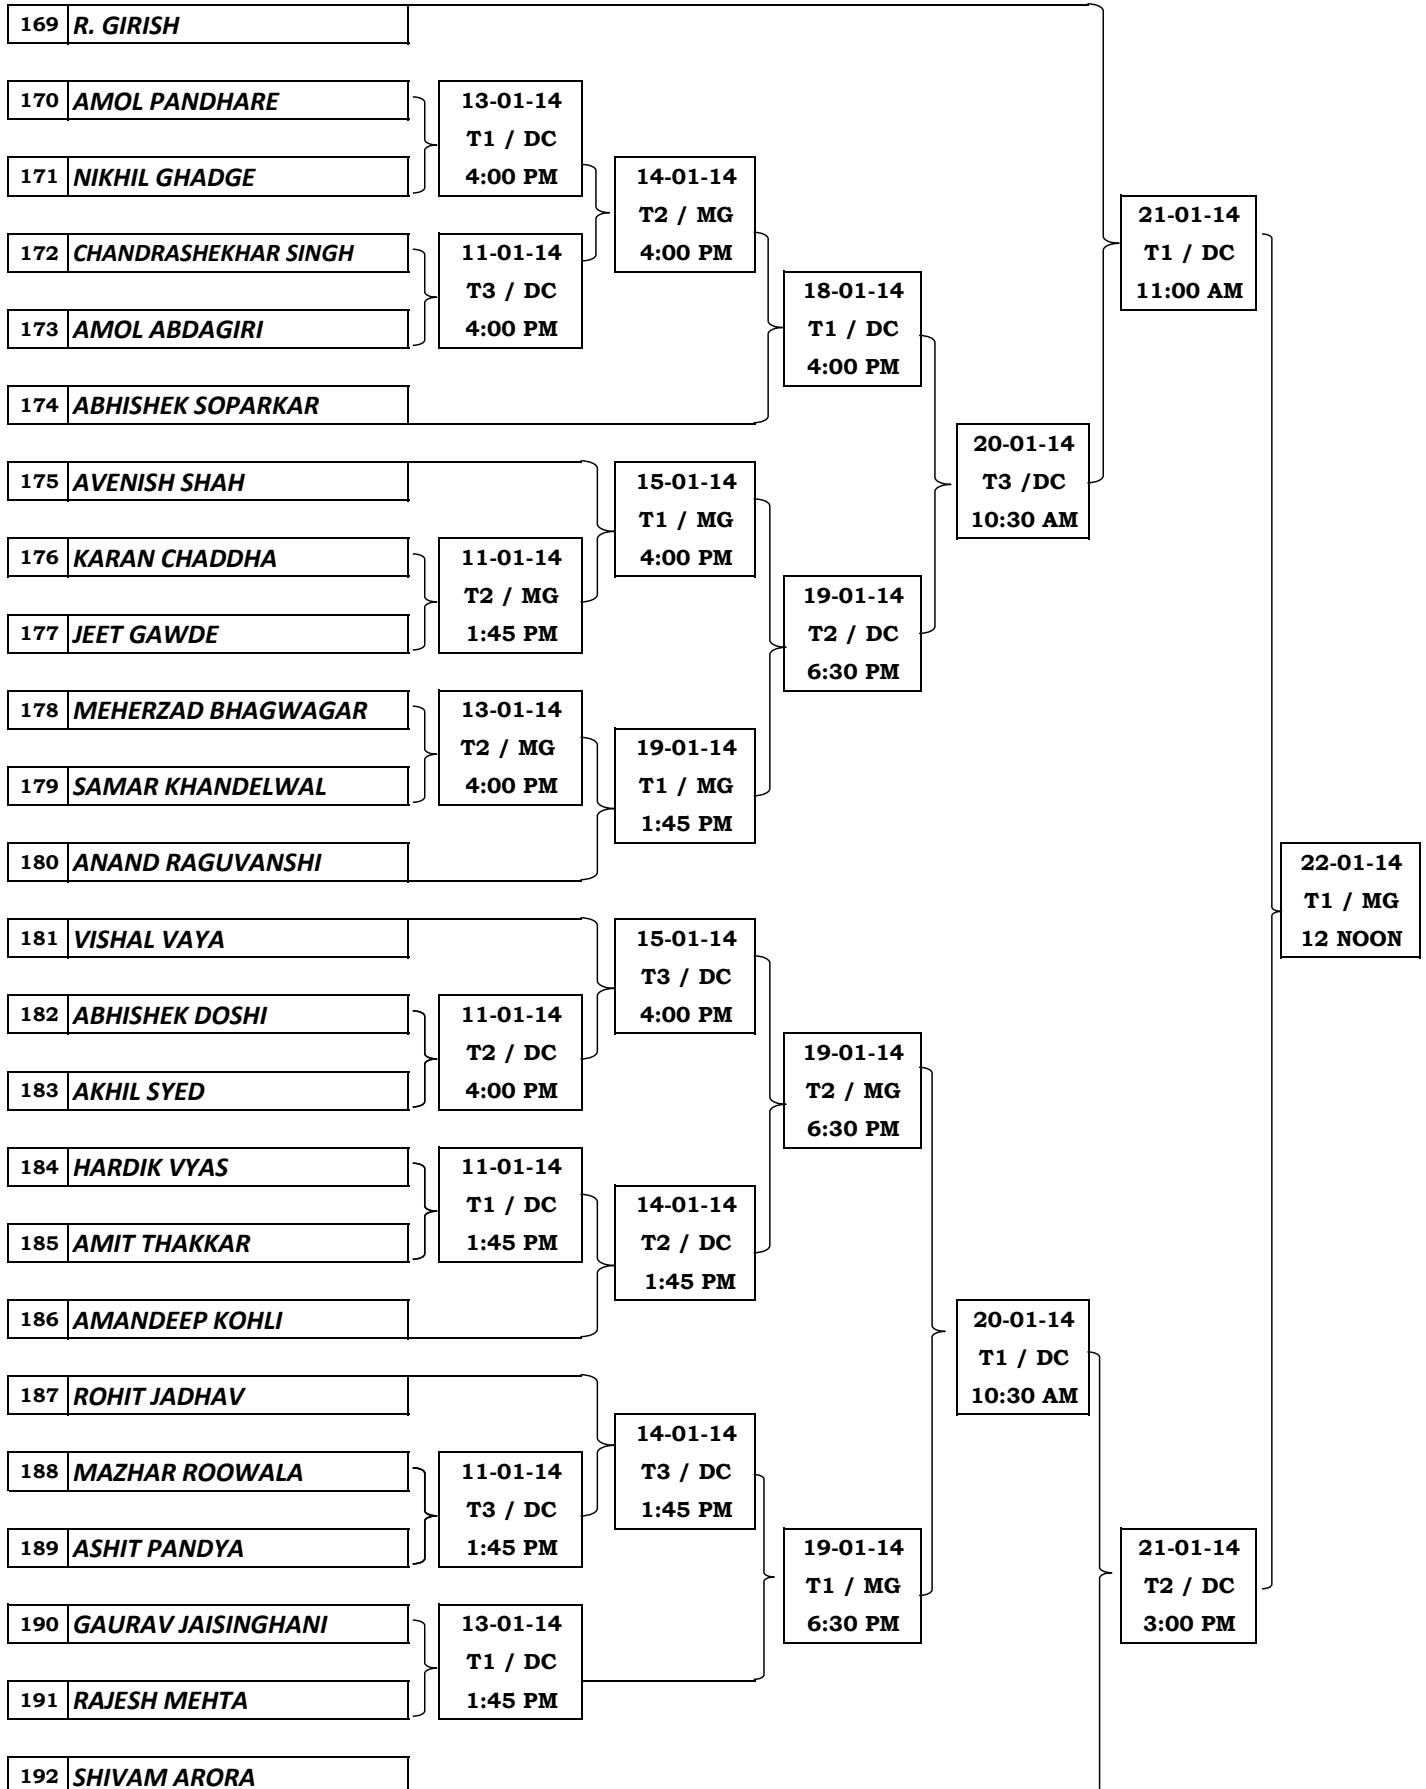 169 R. GIRISH
170 AMOL PANDHARE 13-01-14
T1 / DC
171 NIKHIL GHADGE 4:00 PM 14-01-14
T2 / MG 21-01-14
172 CHANDRASHEKHAR SINGH 11-01-14 4:00 PM T1 / DC
T3 / DC 18-01-14 11:00 AM
173 AMOL ABDAGIRI 4:00 PM T1 / DC
4:00 PM
174 ABHISHEK SOPARKAR
20-01-14
175 AVENISH SHAH 15-01-14 T3 /DC
T1 / MG 10:30 AM
176 KARAN CHADDHA 11-01-14 4:00 PM
T2 / MG 19-01-14
177 JEET GAWDE 1:45 PM T2 / DC
6:30 PM
178 MEHERZAD BHAGWAGAR 13-01-14
T2 / MG 19-01-14
179 SAMAR KHANDELWAL 4:00 PM T1 / MG
1:45 PM
180 ANAND RAGUVANSHI 22-01-14
T1 / MG
181 VISHAL VAYA 15-01-14 12 NOON
T3 / DC
182 ABHISHEK DOSHI 11-01-14 4:00 PM
T2 / DC 19-01-14
183 AKHIL SYED 4:00 PM T2 / MG
6:30 PM
184 HARDIK VYAS 11-01-14
T1 / DC 14-01-14
185 AMIT THAKKAR 1:45 PM T2 / DC
1:45 PM
186 AMANDEEP KOHLI 20-01-14
T1 / DC
187 ROHIT JADHAV 10:30 AM
14-01-14
188 MAZHAR ROOWALA 11-01-14 T3 / DC
T3 / DC 1:45 PM
189 ASHIT PANDYA 1:45 PM 19-01-14 21-01-14
T1 / MG T2 / DC
190 GAURAV JAISINGHANI 13-01-14 6:30 PM 3:00 PM
T1 / DC
191 RAJESH MEHTA 1:45 PM
192 SHIVAM ARORA